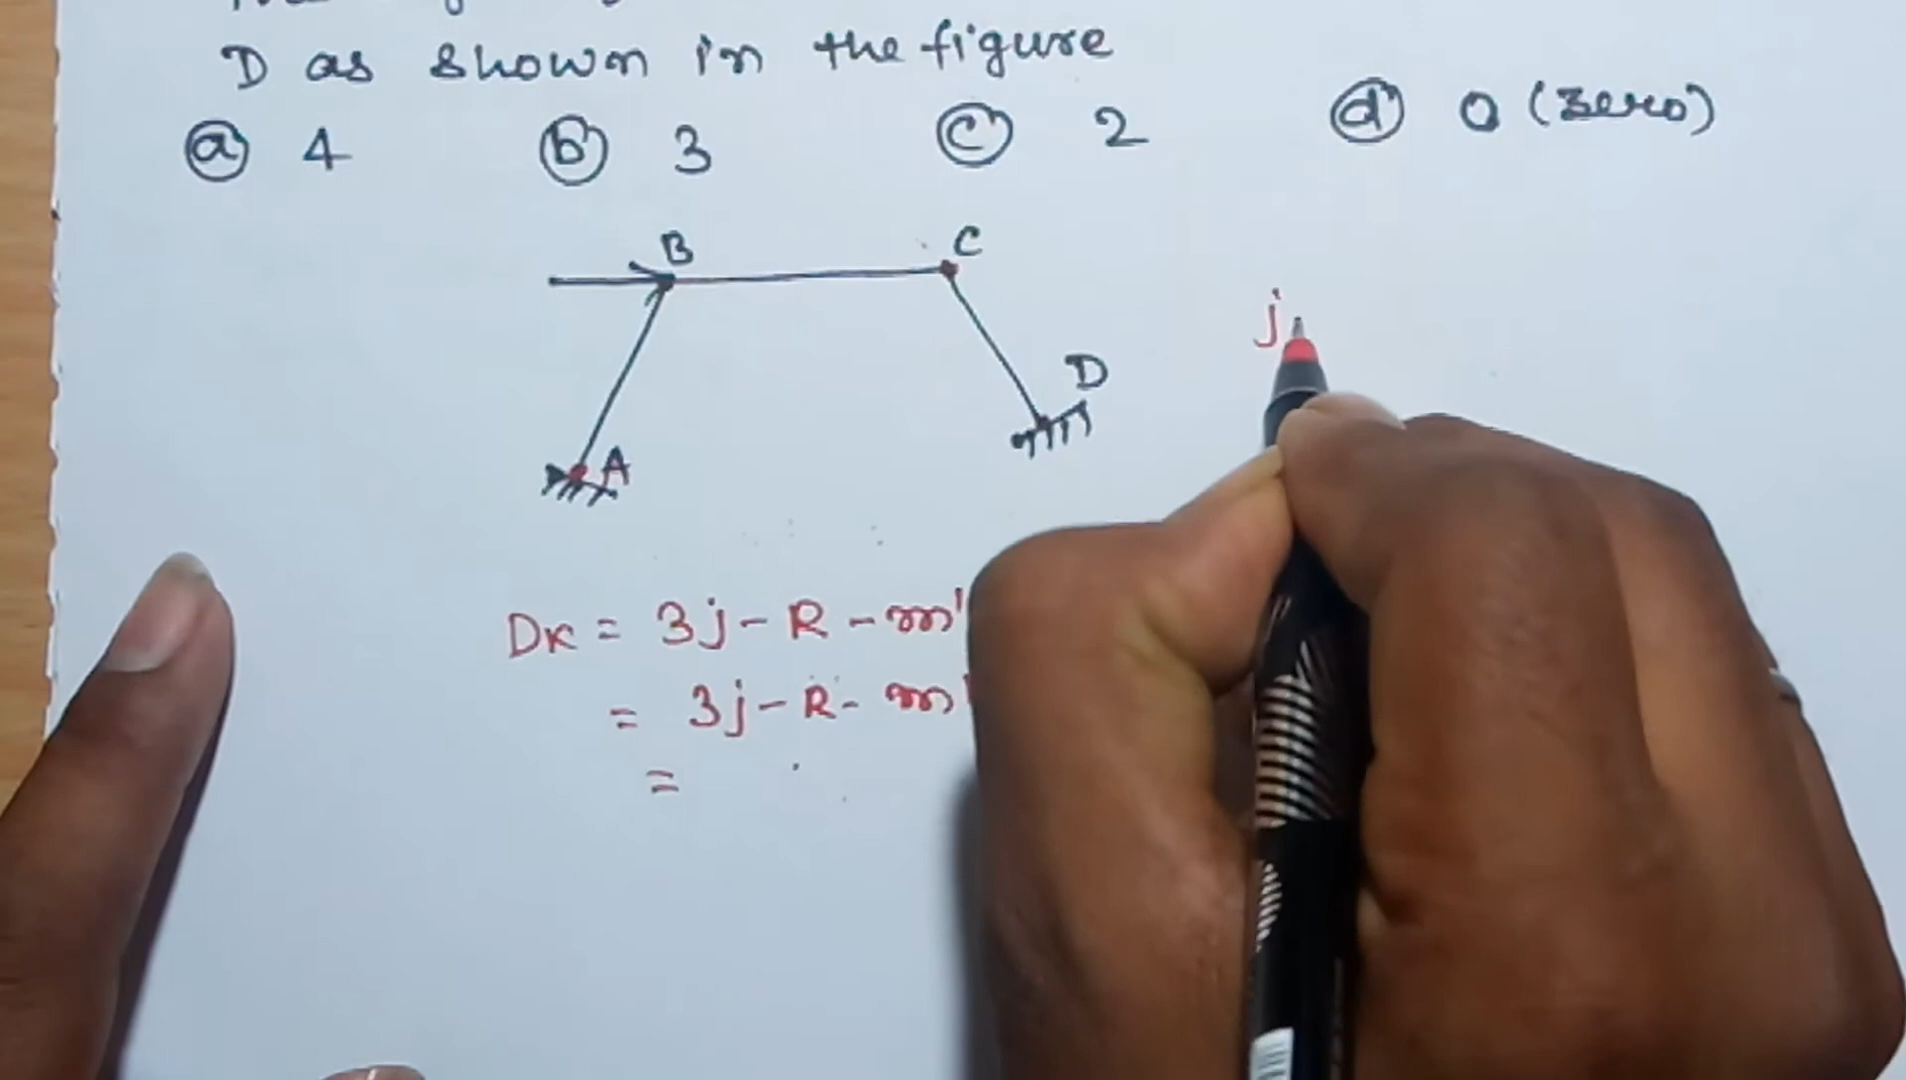 D as shown in the figure
(a) 4 (b) 3 (c) 2 (d) 0 (zero)
B
C
D
A
j
Dk = 3j - R - m'
= 3j - R - m'
=